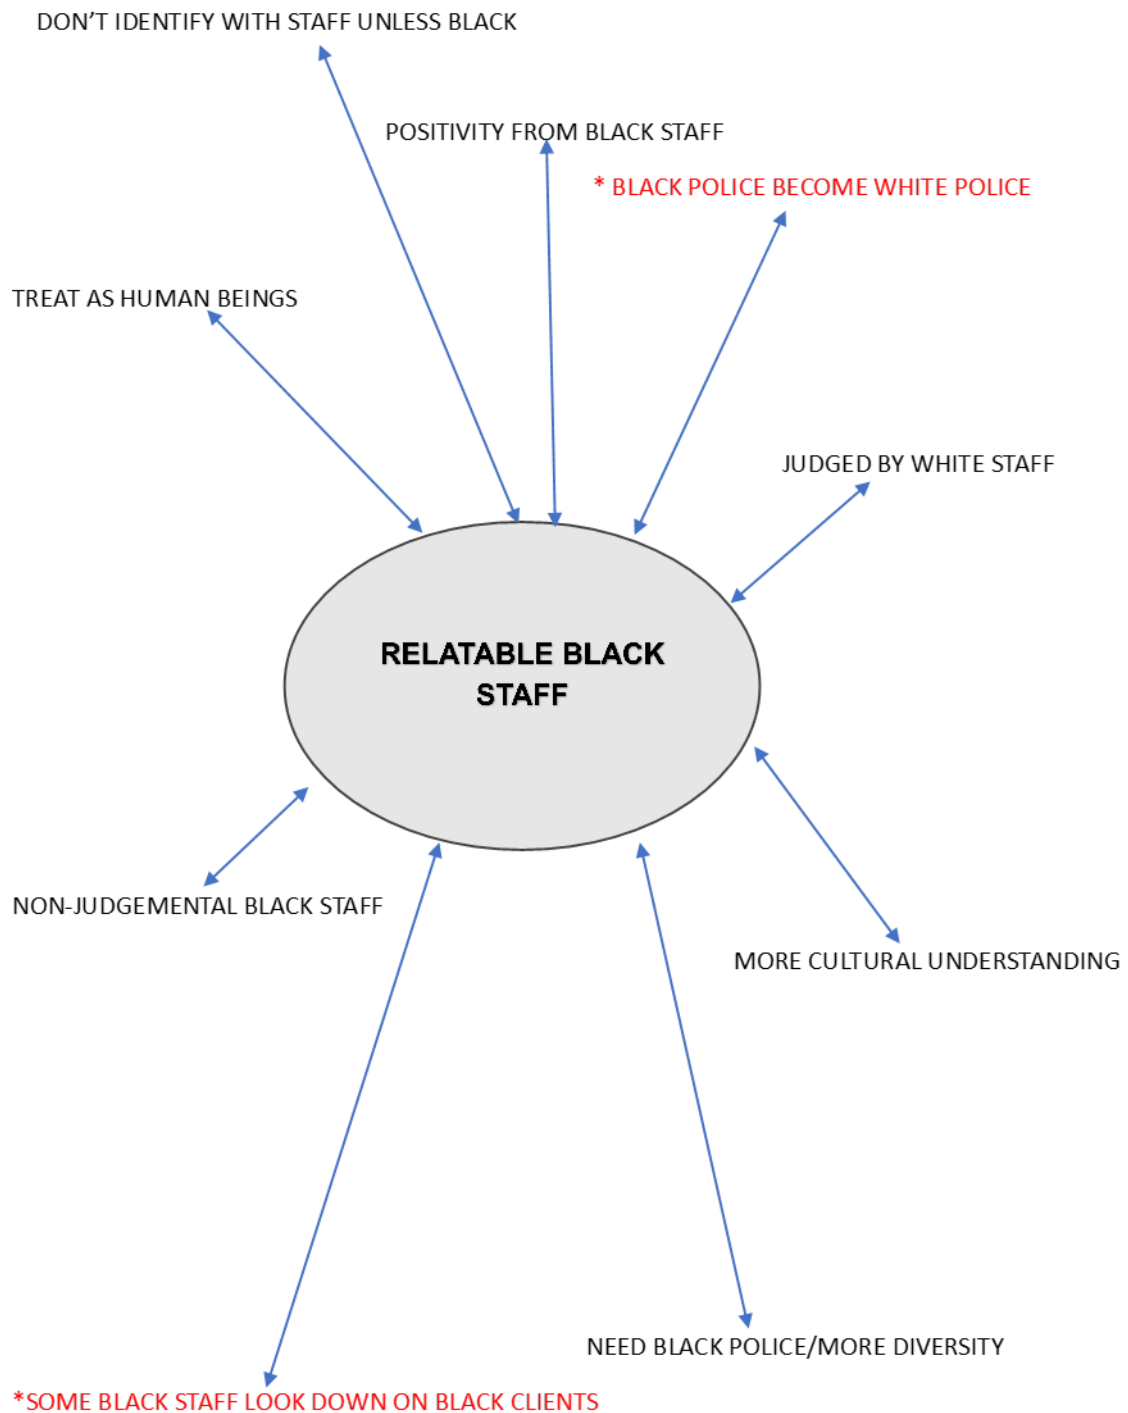 DON’T IDENTIFY WITH STAFF UNLESS BLACK
POSITIVITY FROM BLACK STAFF
* BLACK POLICE BECOME WHITE POLICE
TREAT AS HUMAN BEINGS
JUDGED BY WHITE STAFF
RELATABLE BLACK
STAFF
NON-JUDGEMENTAL BLACK STAFF
MORE CULTURAL UNDERSTANDING
NEED BLACK POLICE/MORE DIVERSITY
*SOME BLACK STAFF LOOK DOWN ON BLACK CLIENTS